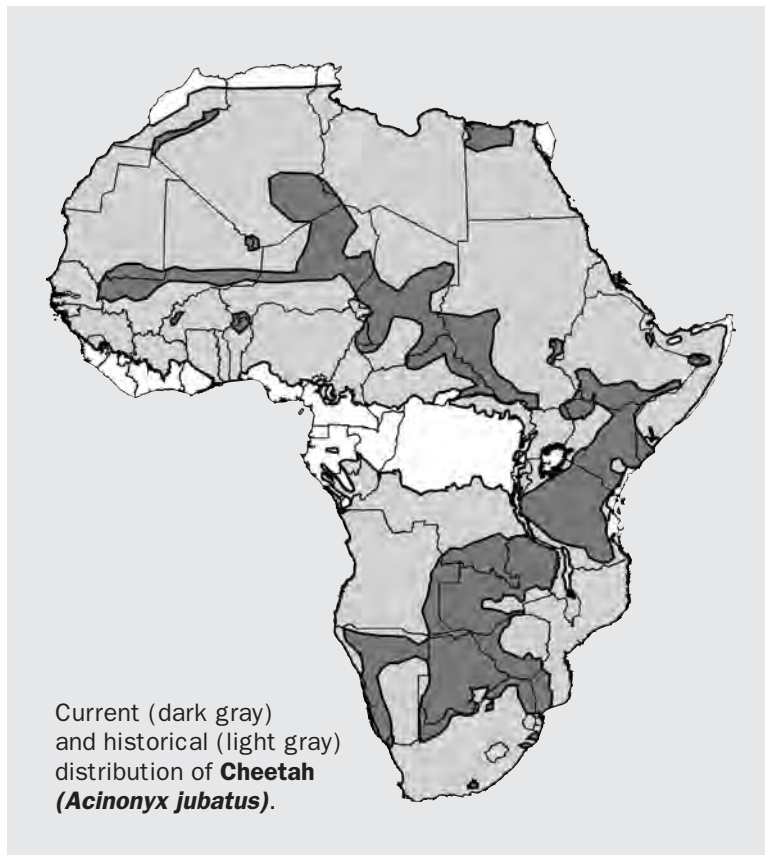 Current (dark gray)
and historical (light gray)
distribution of Cheetah
(Acinonyx jubatus).